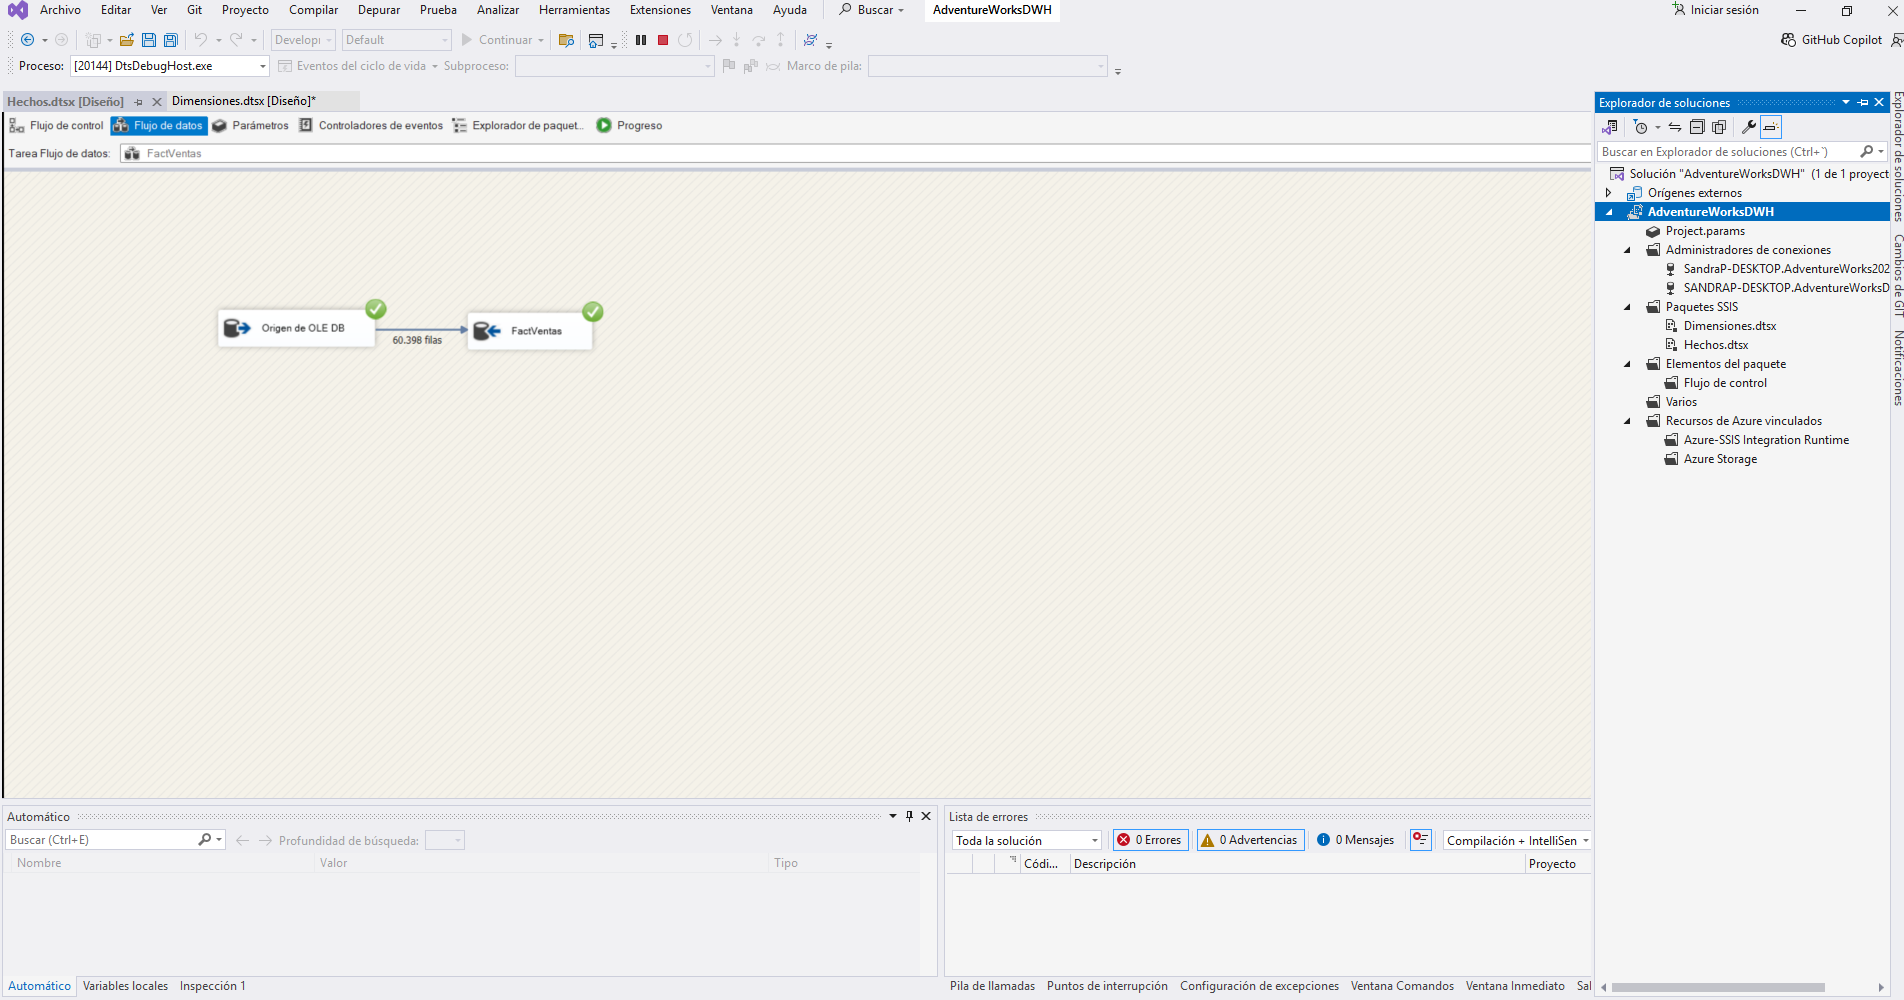 Archivo Editar Ver Git Proyecto Compilar Depurar Prueba Analizar Herramientas Extensiones Ventana Ayuda Buscar AdventureWorksDWH Iniciar sesión
Developi Default Continuar GitHub Copilot
Proceso: [20144] DtsDebugHost.exe Eventos del ciclo de vida Subproceso: Marco de pila:
Hechos.dtsx [Diseño] Dimensiones.dtsx [Diseño]*
Flujo de control Flujo de datos Parámetros Controladores de eventos Explorador de paquet... Progreso
Tarea Flujo de datos: FactVentas
Origen de OLE DB
60.398 filas
FactVentas
Explorador de soluciones
Buscar en Explorador de soluciones (Ctrl+`)
Solución "AdventureWorksDWH" (1 de 1 proyect
Orígenes externos
AdventureWorksDWH
Project.params
Administradores de conexiones
SandraP-DESKTOP.AdventureWorks202
SANDRAP-DESKTOP.AdventureWorksD
Paquetes SSIS
Dimensiones.dtsx
Hechos.dtsx
Elementos del paquete
Flujo de control
Varios
Recursos de Azure vinculados
Azure-SSIS Integration Runtime
Azure Storage
Explorador de soluciones
Cambios de GIT
Notificaciones
Automático
Buscar (Ctrl+E) Profundidad de búsqueda:
Nombre Valor Tipo
Automático Variables locales Inspección 1
Lista de errores
Toda la solución 0 Errores 0 Advertencias 0 Mensajes Compilación + IntelliSen
Códi... Descripción Proyecto
Pila de llamadas Puntos de interrupción Configuración de excepciones Ventana Comandos Ventana Inmediato Sal